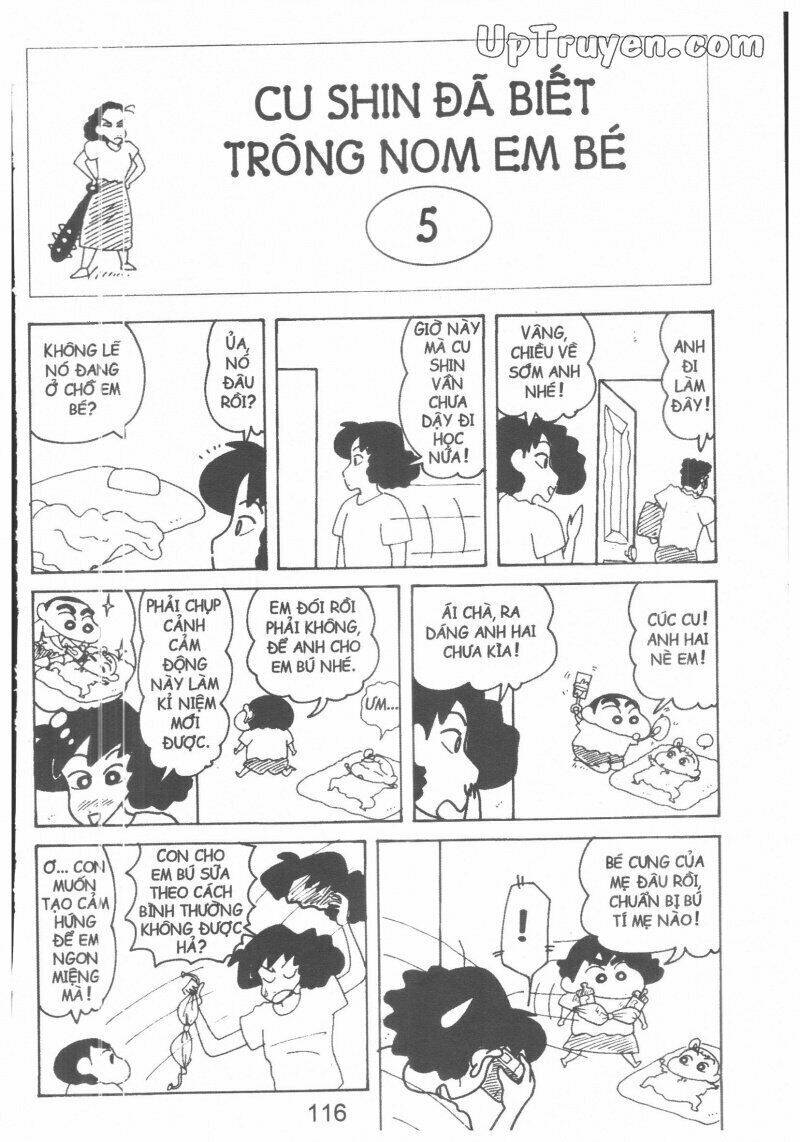 UpTruyen.com
CU SHIN ĐÃ BIẾT
TRÔNG NOM EM BÉ
5
ANH
ĐI
LÀM
ĐÂY!
VÂNG,
CHIỀU VỀ
SỚM ANH
NHÉ!
GIỜ NÀY
MÀ CU
SHIN
VẪN
CHƯA
DẬY ĐI
HỌC
NỮA!
ỦA,
NÓ
ĐÂU
RỒI?
KHÔNG LẼ
NÓ ĐANG
Ở CHỖ EM
BÉ?
CÚC CU!
ANH HAI
NÈ EM!
ÁI CHÀ, RA
DÁNG ANH HAI
CHƯA KÌA!
EM ĐÓI RỒI
PHẢI KHÔNG,
ĐỂ ANH CHO
EM BÚ NHÉ.
ƯM...
PHẢI CHỤP
CẢNH
CẢM
ĐỘNG
NÀY LÀM
KỈ NIỆM
MỚI
ĐƯỢC.
BÉ CƯNG CỦA
MẸ ĐÂU RỒI,
CHUẨN BỊ BÚ
TÍ MẸ NÀO!
!
CON CHO
EM BÚ SỮA
THEO CÁCH
BÌNH THƯỜNG
KHÔNG ĐƯỢC
HẢ?
Ơ... CON
MUỐN
TẠO CẢM
HỨNG
ĐỂ EM
NGON
MIỆNG
MÀ!
116